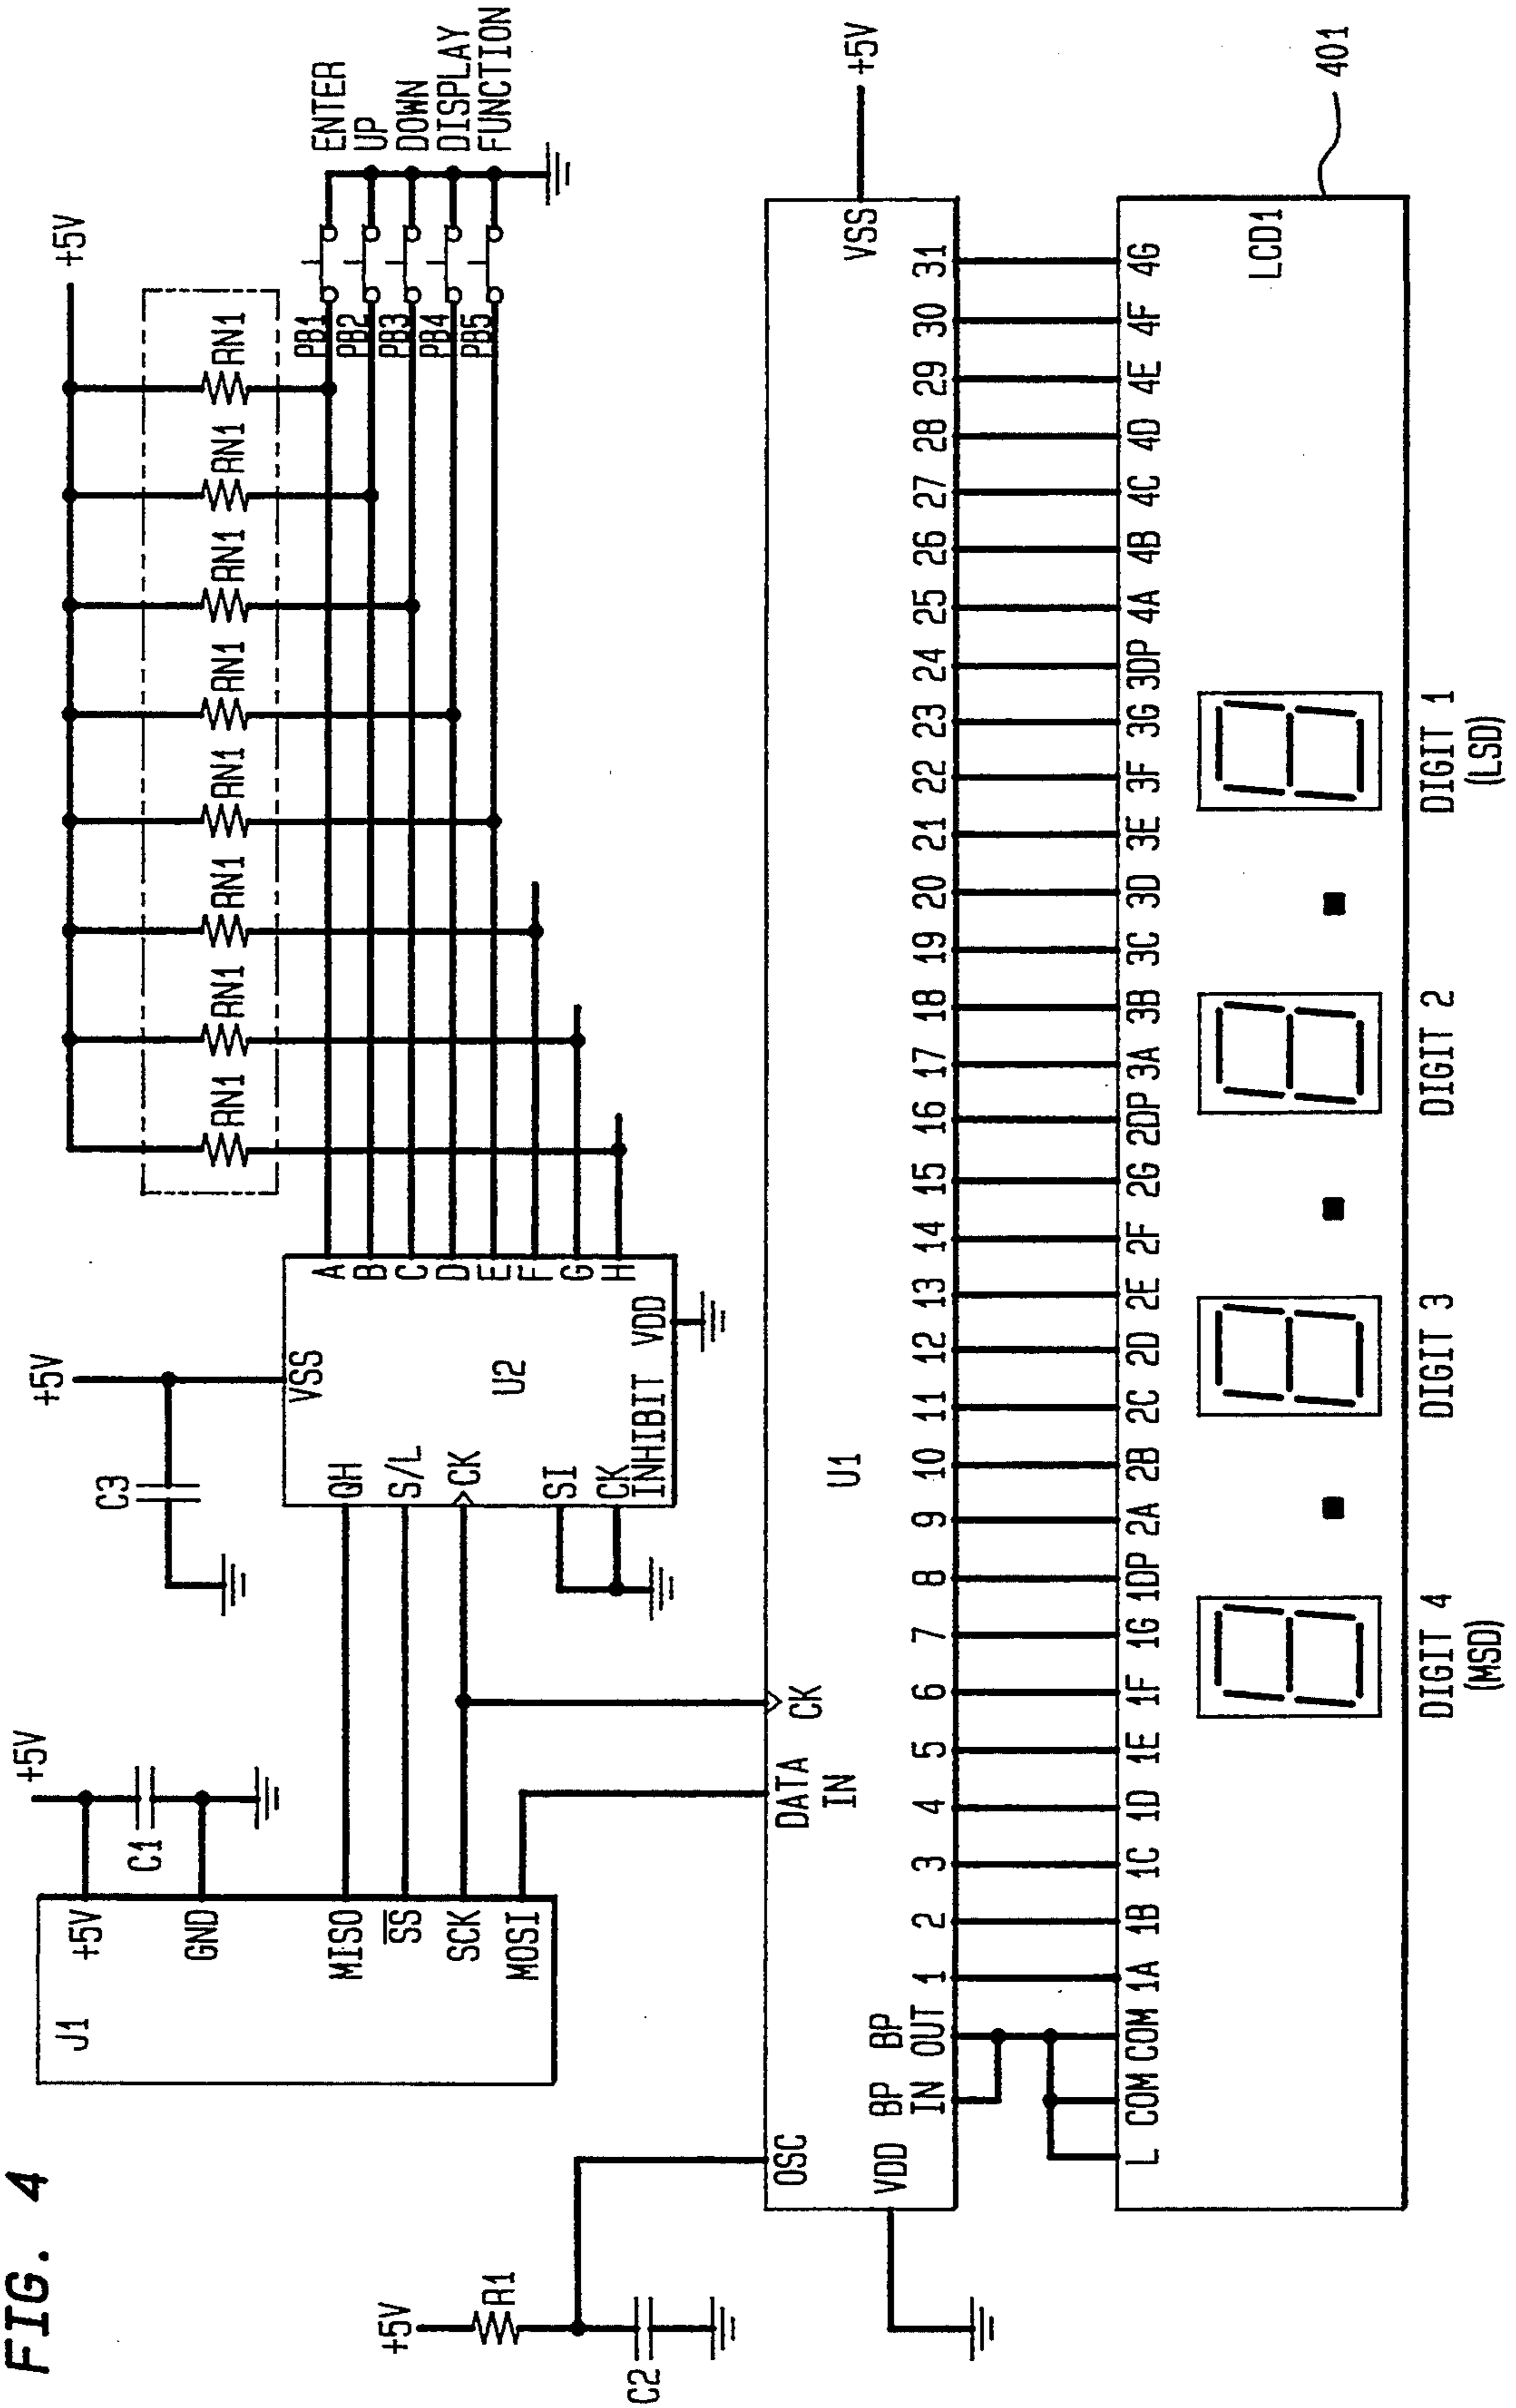 FIG. 4
J1
+5V
GND
MISO
SS
SCK
MOSI
+5V
C1
+5V
C3
VSS
U2
QH
S/L
CK
SI
CK
INHIBIT
VDD
A
B
C
D
E
F
G
H
+5V
RN1 RN1 RN1 RN1 RN1 RN1 RN1 RN1
PB1 ENTER
PB2 UP
PB3 DOWN
PB4 DISPLAY
PB5 FUNCTION
+5V
R1
C2
OSC
DATA IN
CK
U1
VDD
VSS
+5V
BP IN
BP OUT
1 2 3 4 5 6 7 8 9 10 11 12 13 14 15 16 17 18 19 20 21 22 23 24 25 26 27 28 29 30 31
L COM COM 1A 1B 1C 1D 1E 1F 1G 1DP 2A 2B 2C 2D 2E 2F 2G 2DP 3A 3B 3C 3D 3E 3F 3G 3DP 4A 4B 4C 4D 4E 4F 4G
LCD1
401
DIGIT 4
(MSD)
DIGIT 3
DIGIT 2
DIGIT 1
(LSD)